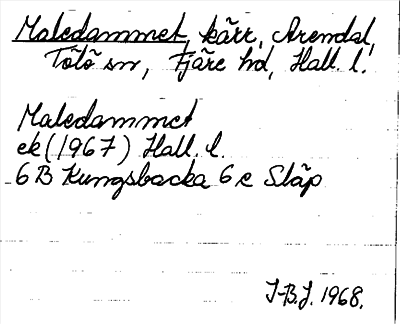 Maledammet, kärr, Arendal,
Tölö sn, Fjäre hd, Hall. l.
Maledammet
ek (1967) Hall. l.
6 B Kungsbacka 6 e Släp
I-B.J. 1968.